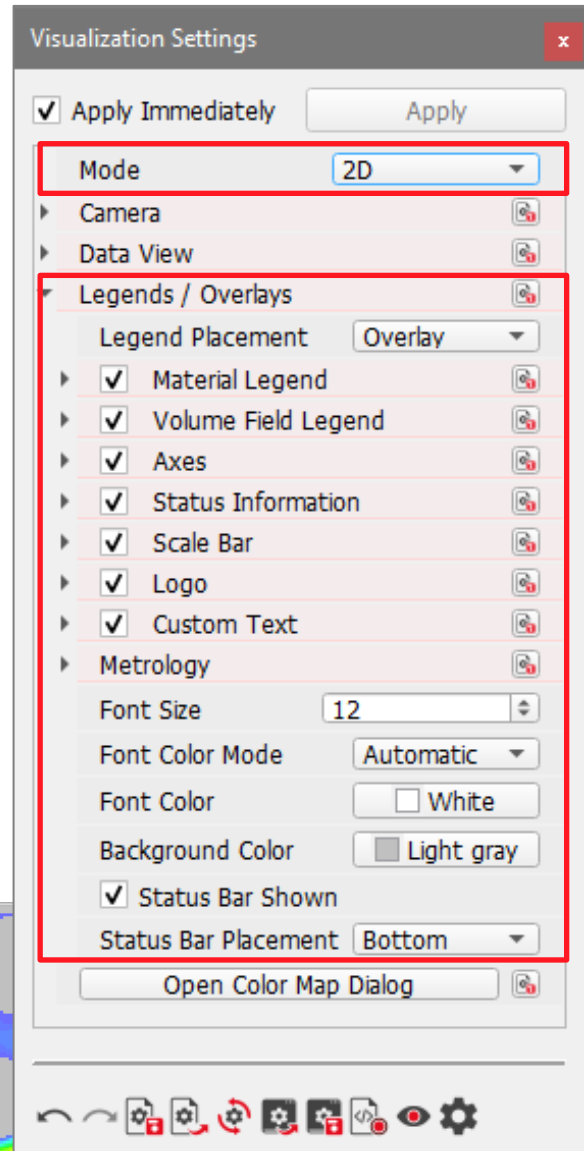 Visualization Settings
x
Apply Immediately Apply
Mode 2D
Camera
Data View
Legends / Overlays
Legend Placement Overlay
Material Legend
Volume Field Legend
Axes
Status Information
Scale Bar
Logo
Custom Text
Metrology
Font Size 12
Font Color Mode Automatic
Font Color White
Background Color Light gray
Status Bar Shown
Status Bar Placement Bottom
Open Color Map Dialog